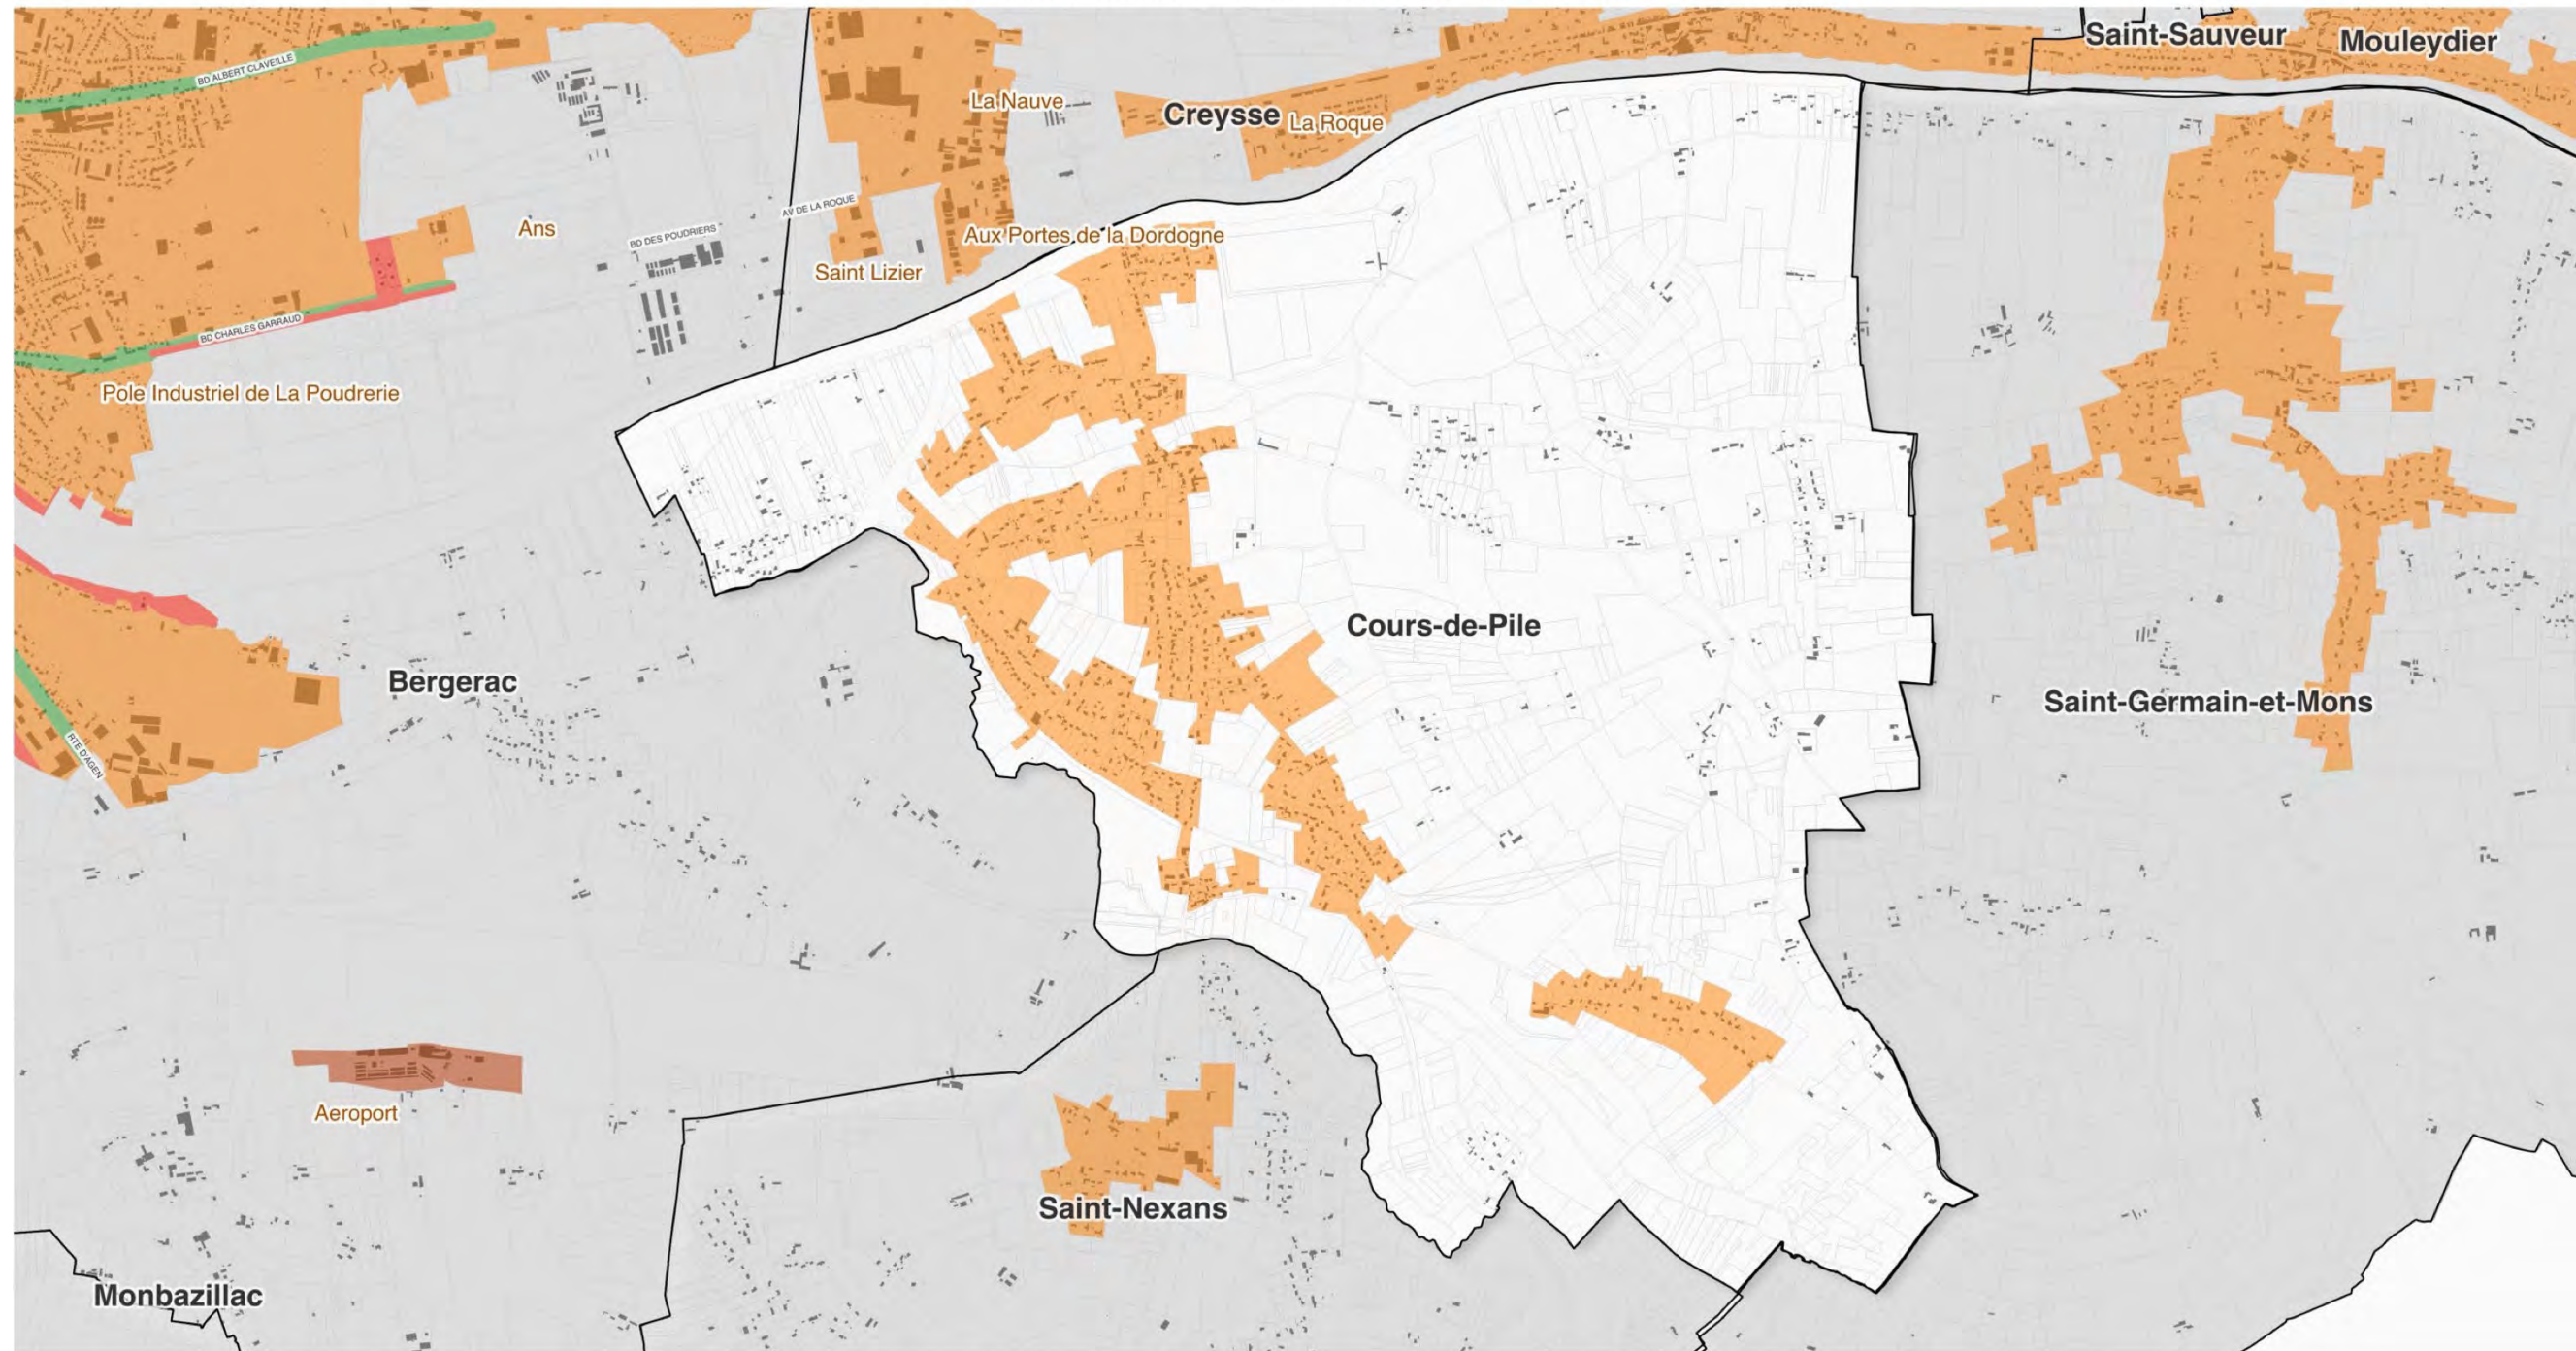 Saint-Sauveur
Mouleydier
BD ALBERT CLAVEILLE
La Nauve
Creysse
La Roque
AV DE LA ROQUE
Ans
BD DES POUDRIERS
Aux Portes de la Dordogne
Saint Lizier
BD CHARLES GARRAUD
Pole Industriel de La Poudrerie
Cours-de-Pile
Bergerac
Saint-Germain-et-Mons
RTE D'AGEN
Aeroport
Saint-Nexans
Monbazillac